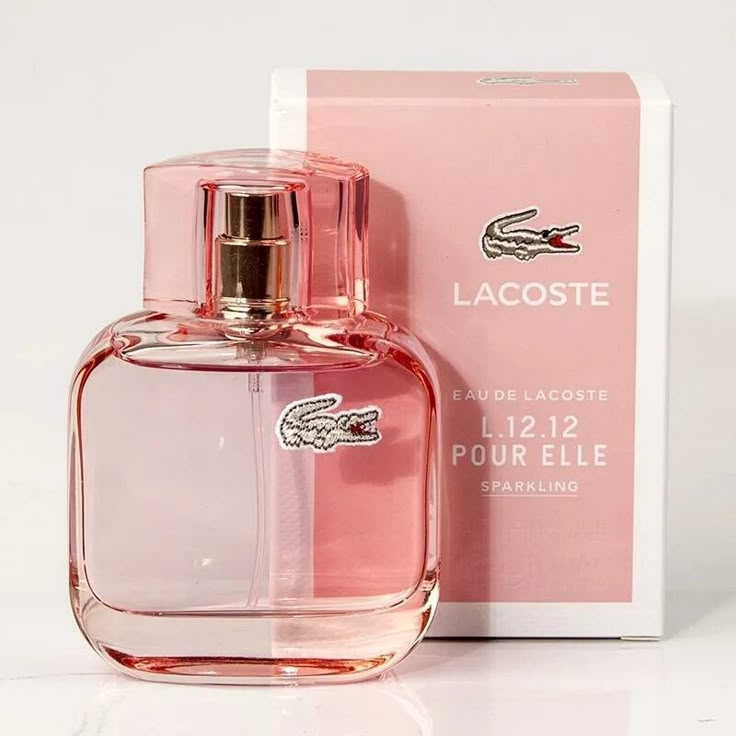 LACOSTE
EAU DE LACOSTE
L.12.12
POUR ELLE
SPARKLING